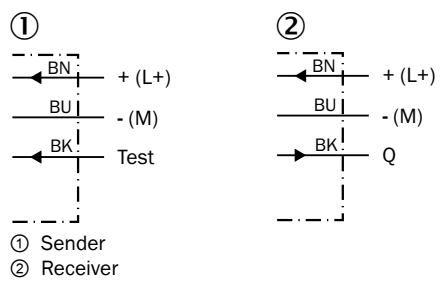 ① ②
BN + (L+) BN + (L+)
BU - (M) BU - (M)
BK Test BK Q
① Sender
② Receiver